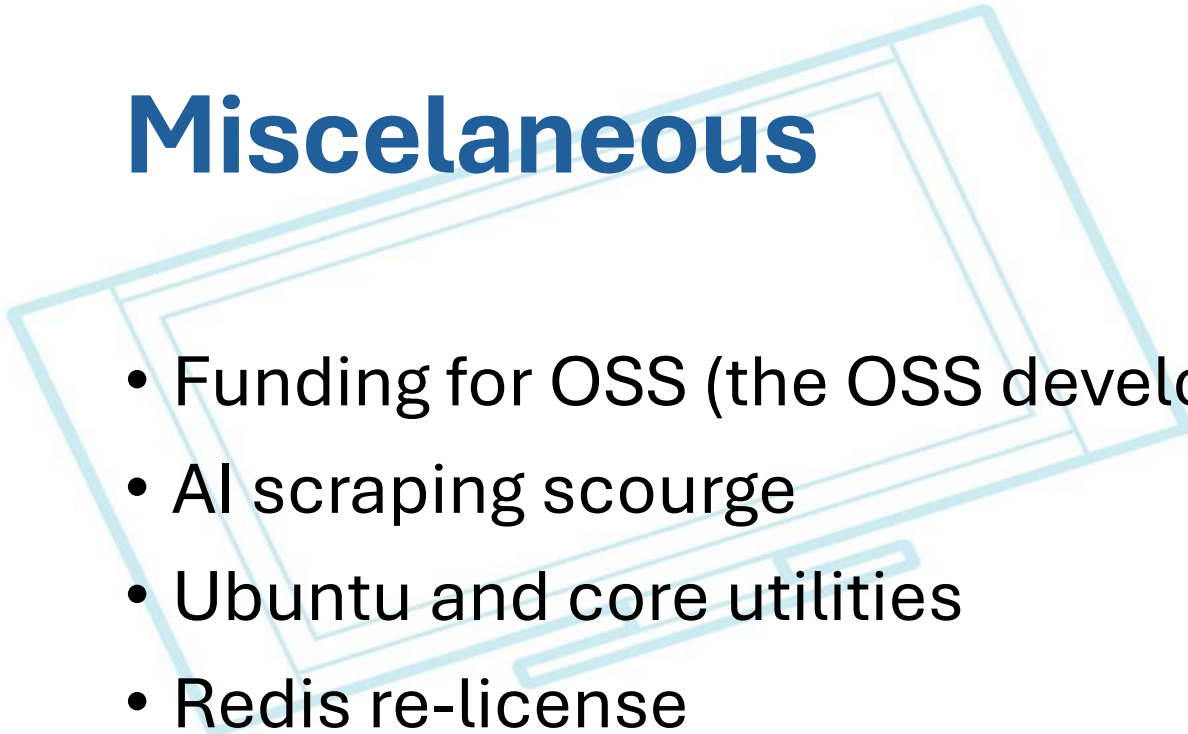 Miscelaneous
• Funding for OSS (the OSS
• AI scraping scourge
• Ubuntu and core utilities
• Redis re-license